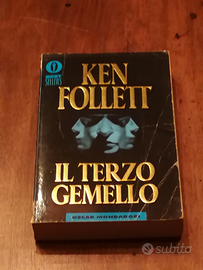 KEN
FOLLETT
IL TERZO
GEMELLO
OSCAR MONDADORI
subito